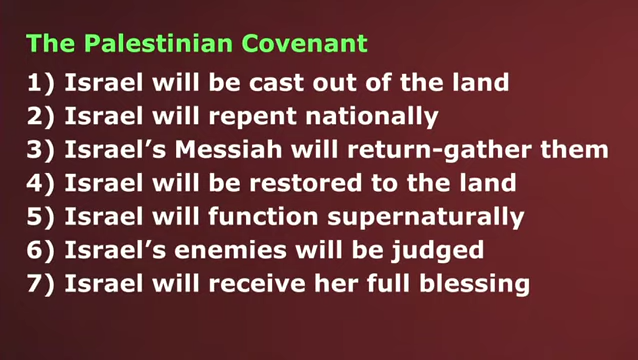 The Palestinian Covenant
1) Israel will be cast out of the land
2) Israel will repent nationally
3) Israel’s Messiah will return-gather them
4) Israel will be restored to the land
5) Israel will function supernaturally
6) Israel’s enemies will be judged
7) Israel will receive her full blessing